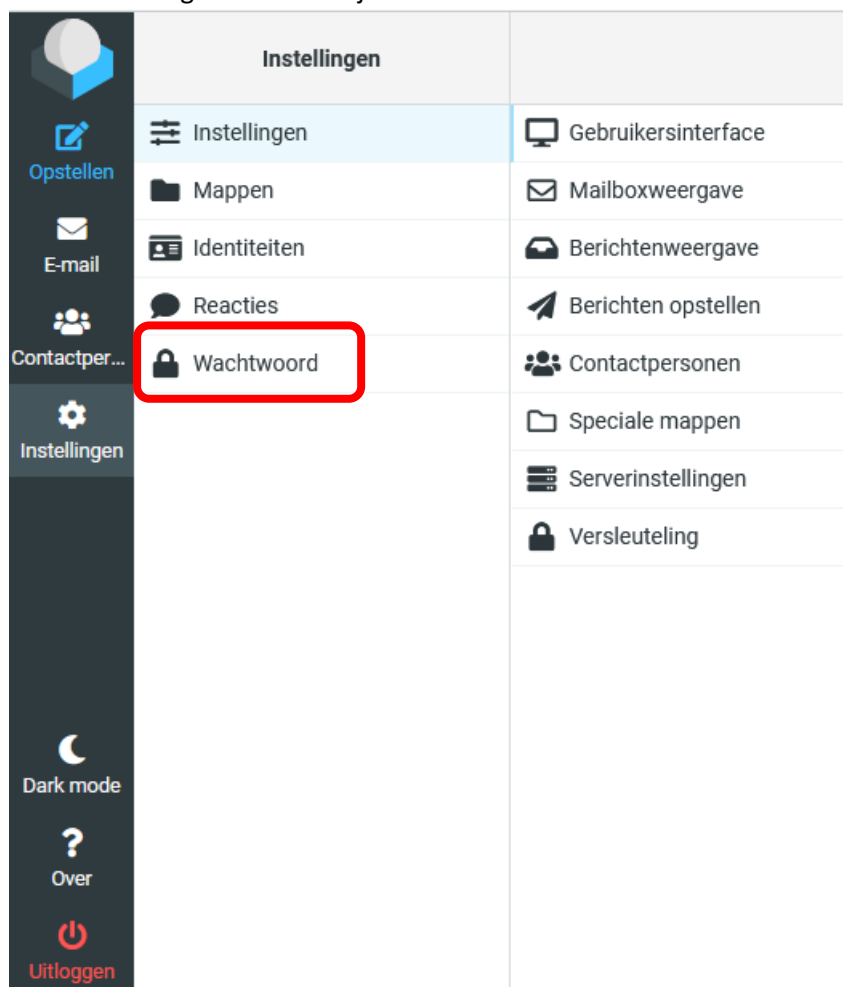 Instellingen
Opstellen
E-mail
Contactper...
Instellingen
Dark mode
?
Over
Uitloggen
Instellingen
Mappen
Identiteiten
Reacties
Wachtwoord
Gebruikersinterface
Mailboxweergave
Berichtenweergave
Berichten opstellen
Contactpersonen
Speciale mappen
Serverinstellingen
Versleuteling